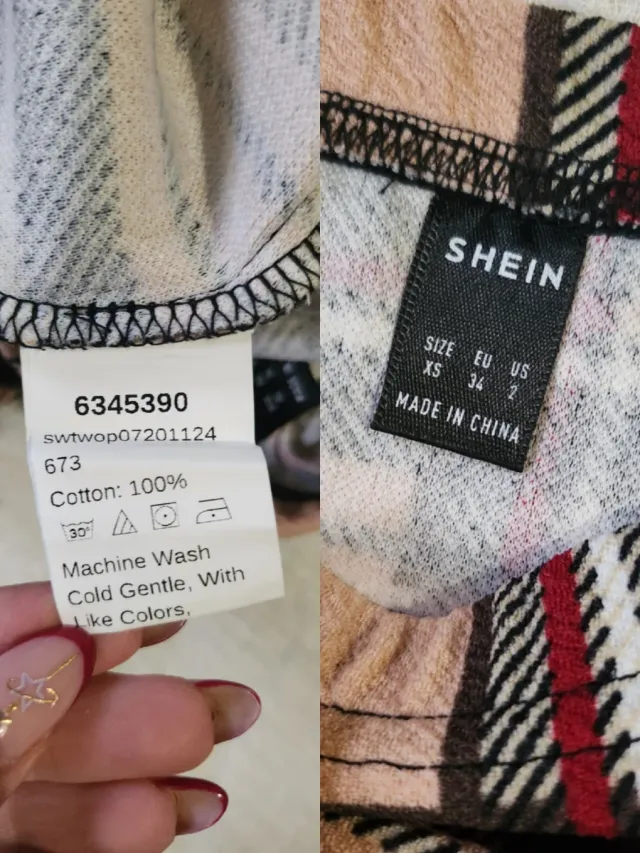 6345390
swtwop07201124
673
Cotton: 100%
30°
Machine Wash
Cold Gentle, With
Like Colors,
SHEIN
SIZE EU US
XS 34 2
MADE IN CHINA